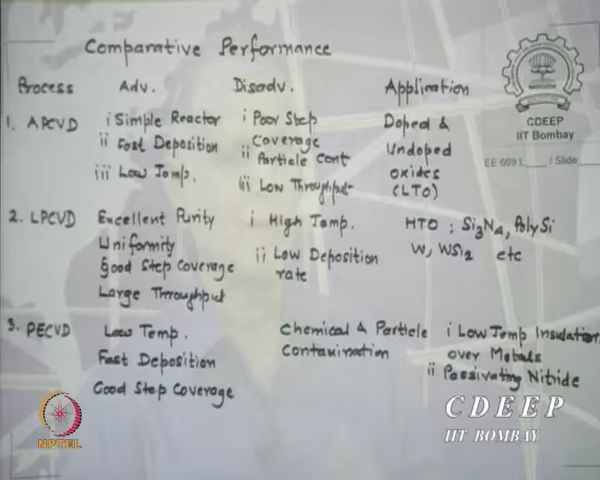 Comparative Performance
Process Adv. Disadv. Application
1. APCVD i Simple Reactor i Poor Step Doped &
ii Fast Deposition Coverage Undoped
iii Low Temp. ii Particle Cont oxides
iii Low Throughput (LTO)
2. LPCVD Excellent Purity i High Temp. HTO ; Si3N4, Poly Si
Uniformity ii Low Deposition W, WSi2 etc
Good Step Coverage rate
Large Throughput
3. PECVD Low Temp. Chemical & Particle i Low Temp Insulation
Fast Deposition Contamination over Metals
Good Step Coverage ii Passivating Nitride
CDEEP
IIT Bombay
EE 669 L / Slide
NPTEL
CDEEP
IIT BOMBAY